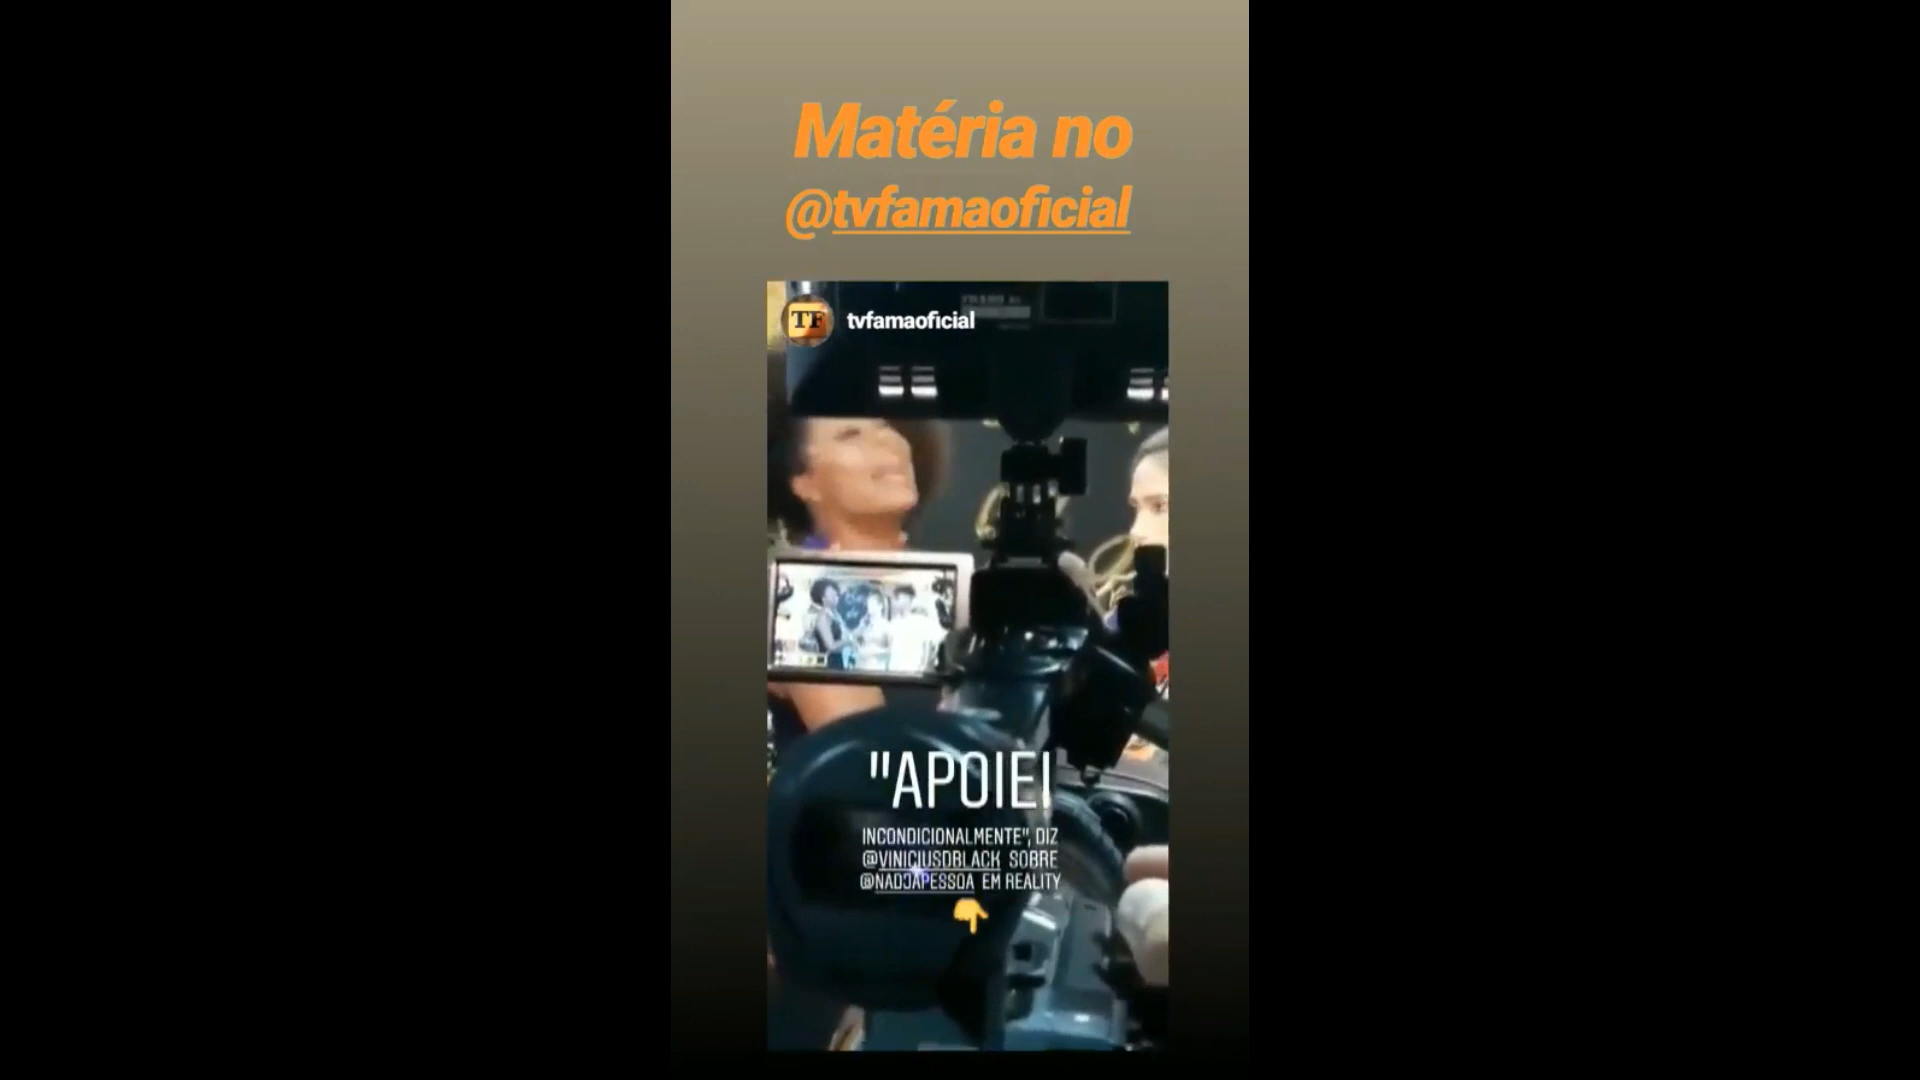 Matéria no
@tvfamaoficial
TF
tvfamaoficial
"APOIEI
INCONDICIONALMENTE", DIZ
@VINICIUSDBLACK SOBRE
@NADJAPESSOA EM REALITY